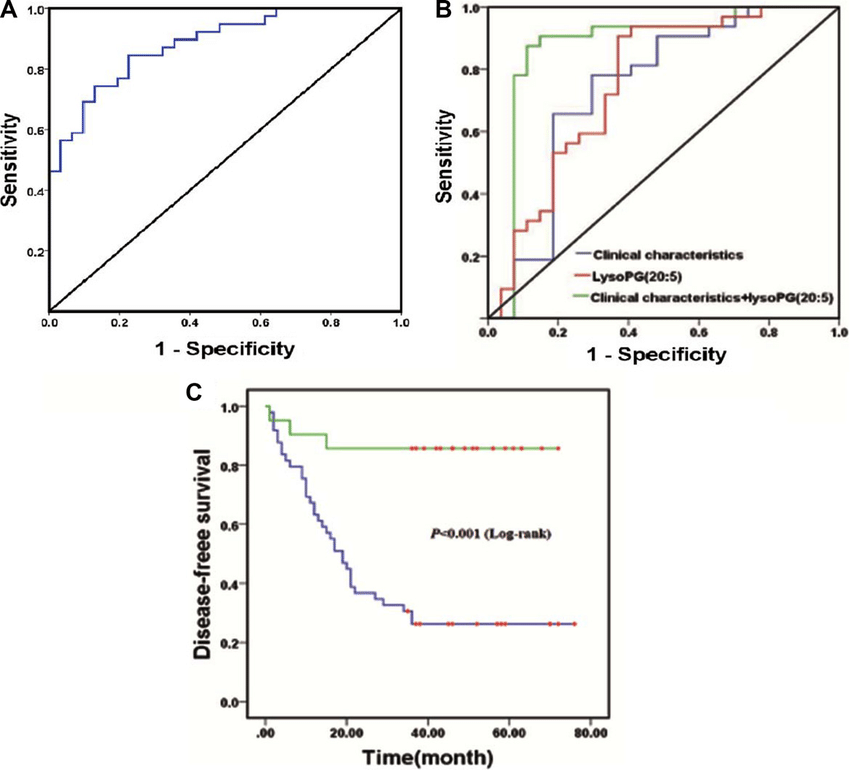 A
Sensitivity
1.0
0.8
0.6
0.4
0.2
0.0 0.2 0.4 0.6 0.8 1.0
1 - Specificity
B
Sensitivity
1.0
0.8
0.6
0.4
0.2
Clinical characteristics
LysoPG(20:5)
Clinical characteristics+lysoPG(20:5)
0.0 0.2 0.4 0.6 0.8 1.0
1 - Specificity
C
Disease-freee survival
1.0
0.8
0.6
0.4
0.2
0.0
P<0.001 (Log-rank)
.00 20.00 40.00 60.00 80.00
Time(month)